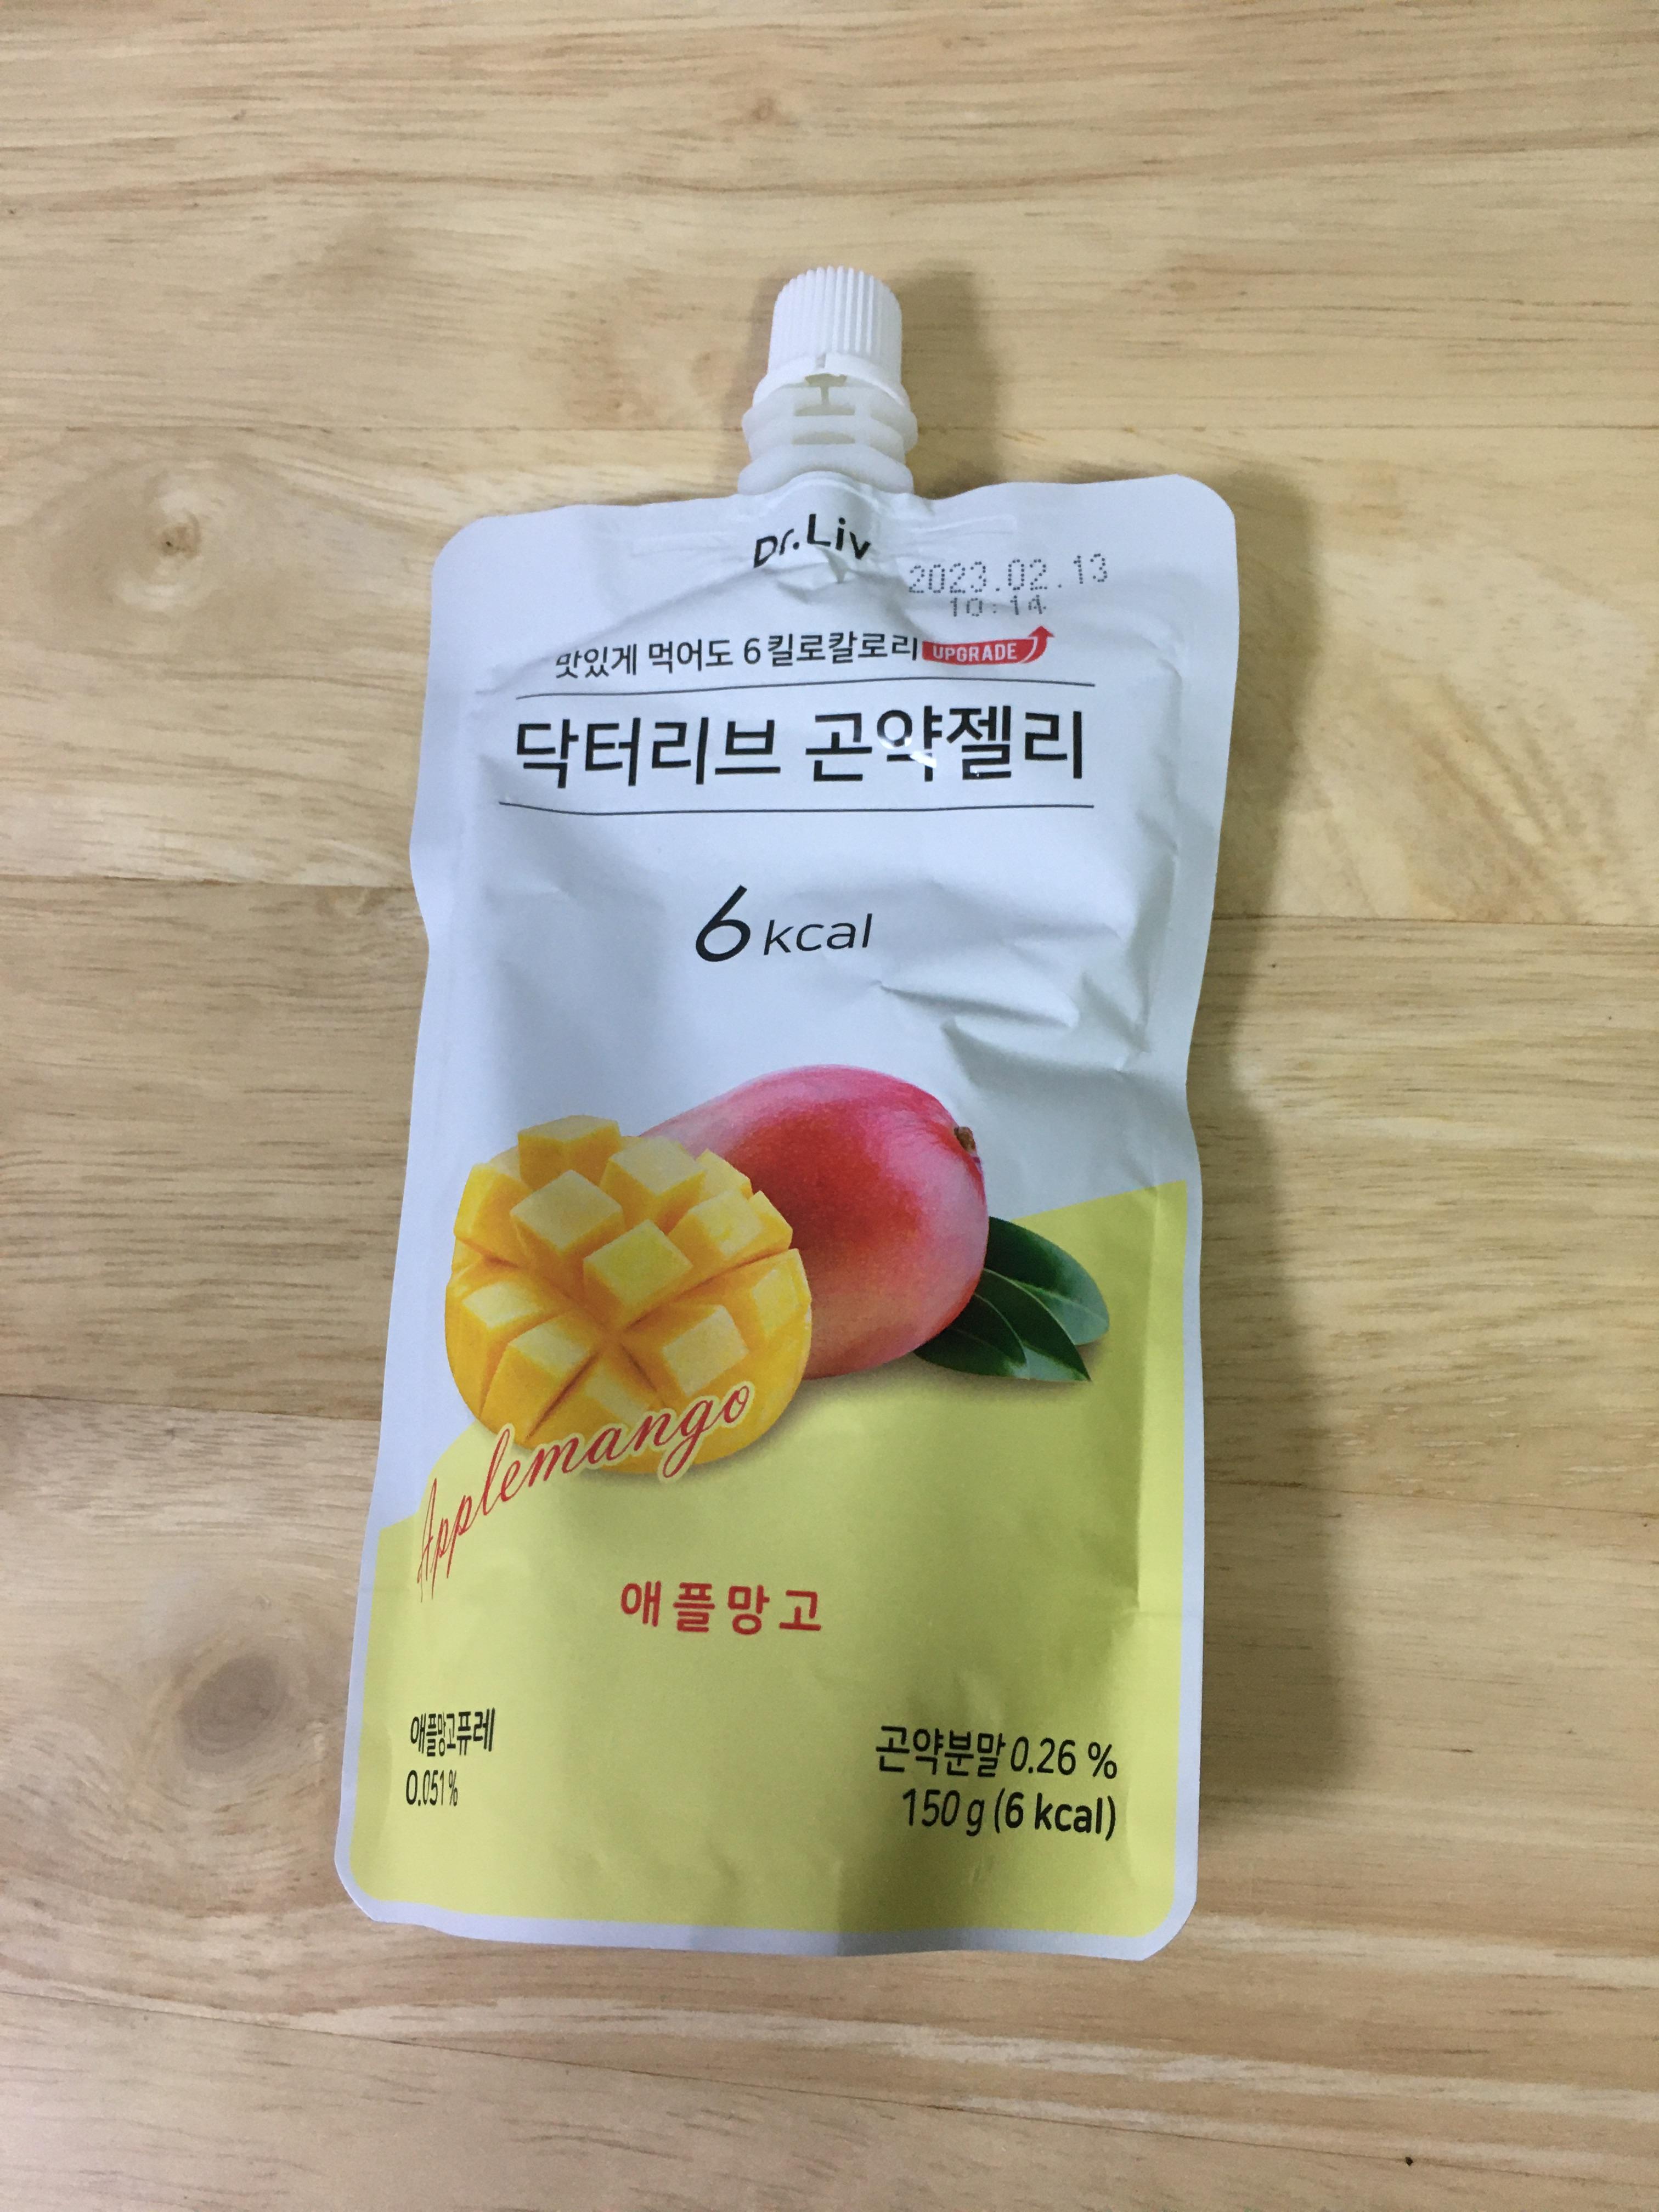 Dr.Liv
2023.02.13
10:14
맛있게 먹어도 6킬로칼로리 UPGRADE
닥터리브 곤약젤리
6 kcal
Applemango
애플망고
애플망고퓨레
0.051%
곤약분말 0.26 %
150 g (6 kcal)